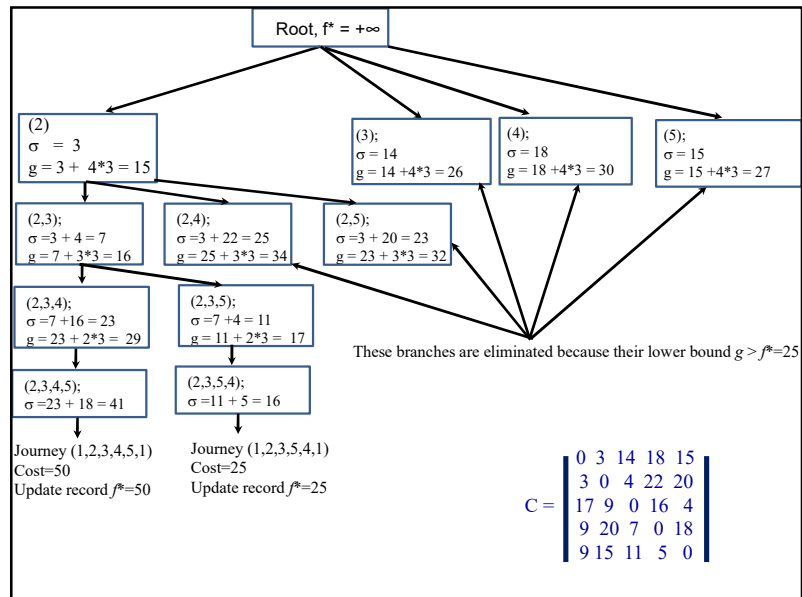 Root, f* = +∞
(2)
σ = 3
g = 3 + 4*3 = 15
(3);
σ = 14
g = 14 +4*3 = 26
(4);
σ = 18
g = 18 +4*3 = 30
(5);
σ = 15
g = 15 +4*3 = 27
(2,3);
σ =3 + 4 = 7
g = 7 + 3*3 = 16
(2,4);
σ =3 + 22 = 25
g = 25 + 3*3 = 34
(2,5);
σ =3 + 20 = 23
g = 23 + 3*3 = 32
(2,3,4);
σ =7 +16 = 23
g = 23 + 2*3 = 29
(2,3,5);
σ =7 +4 = 11
g = 11 + 2*3 = 17
These branches are eliminated because their lower bound g > f*=25
(2,3,4,5);
σ =23 + 18 = 41
(2,3,5,4);
σ =11 + 5 = 16
Journey (1,2,3,4,5,1)
Cost=50
Update record f*=50
Journey (1,2,3,5,4,1)
Cost=25
Update record f*=25
C =
0 3 14 18 15
3 0 4 22 20
17 9 0 16 4
9 20 7 0 18
9 15 11 5 0